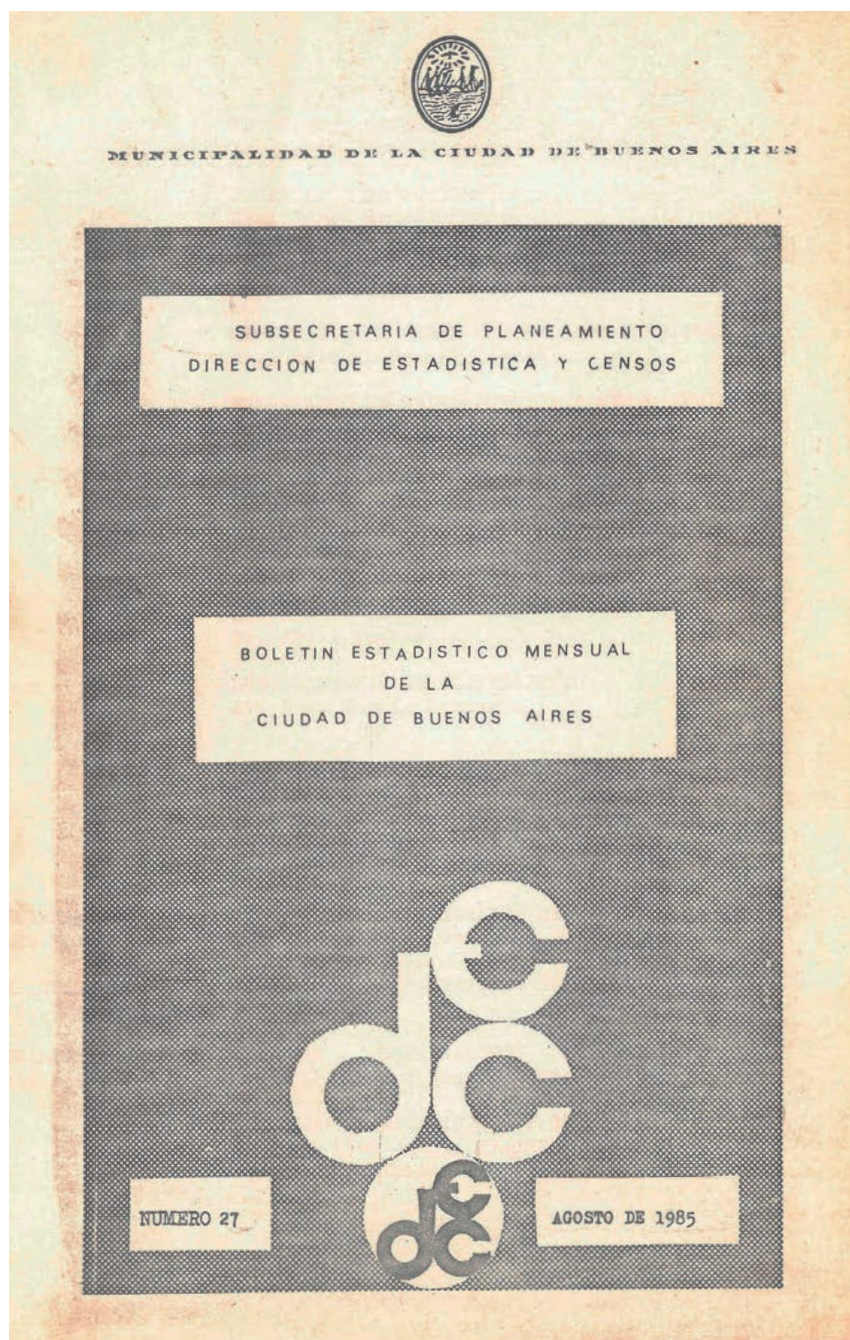 MUNICIPALIDAD DE LA CIUDAD DE BUENOS AIRES
SUBSECRETARIA DE PLANEAMIENTO
DIRECCION DE ESTADISTICA Y CENSOS
BOLETIN ESTADISTICO MENSUAL
DE LA
CIUDAD DE BUENOS AIRES
dec
dec
NUMERO 27
AGOSTO DE 1985